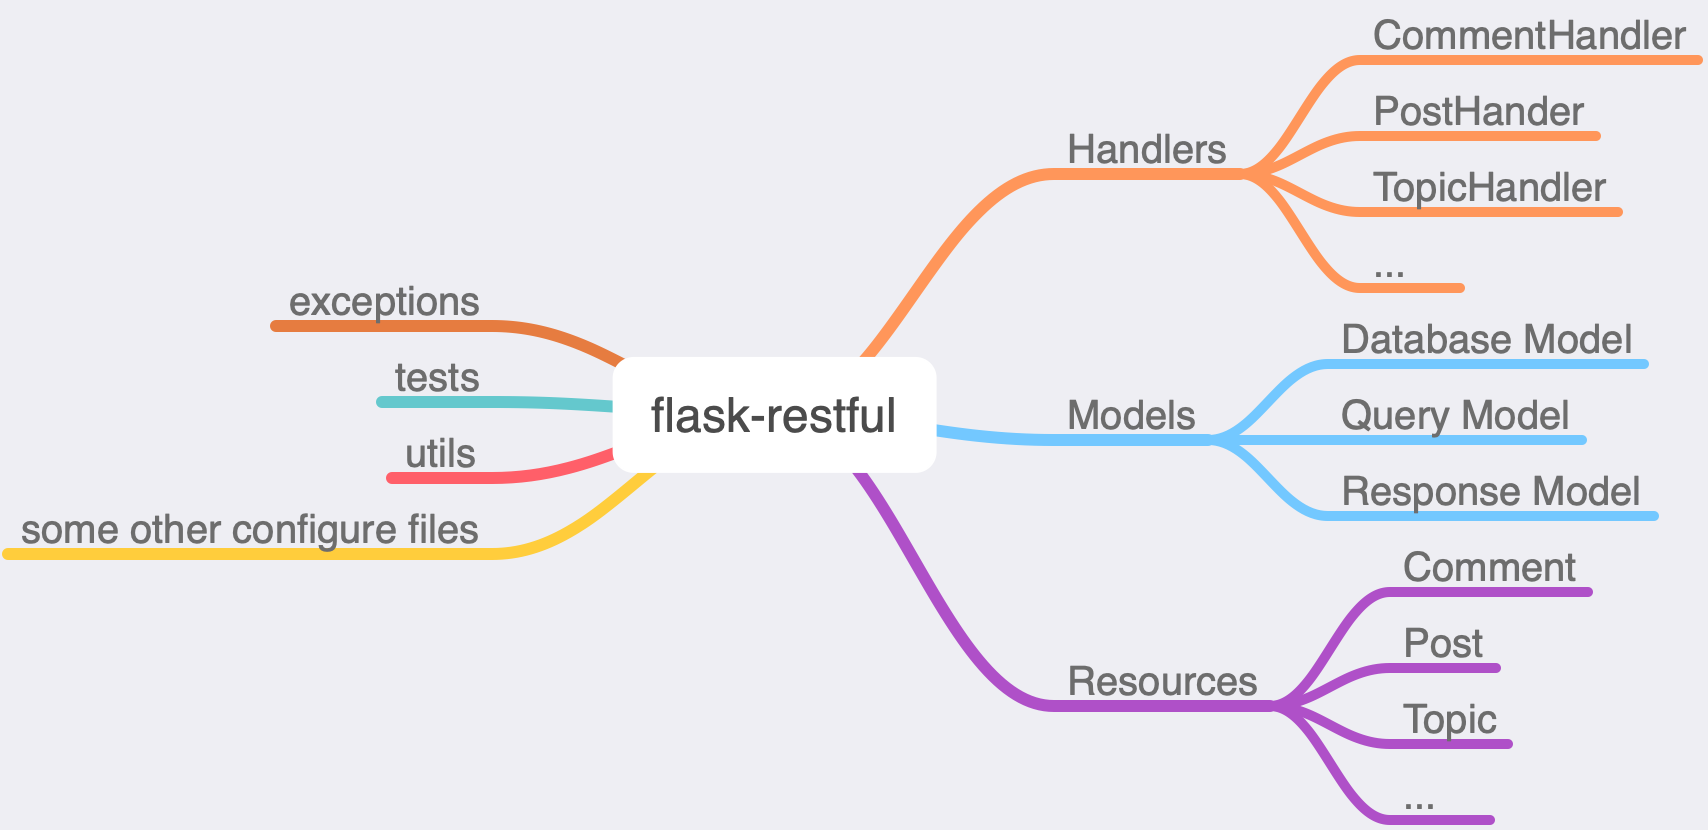 flask-restful
Handlers
CommentHandler
PostHander
TopicHandler
...
Models
Database Model
Query Model
Response Model
Resources
Comment
Post
Topic
...
exceptions
tests
utils
some other configure files